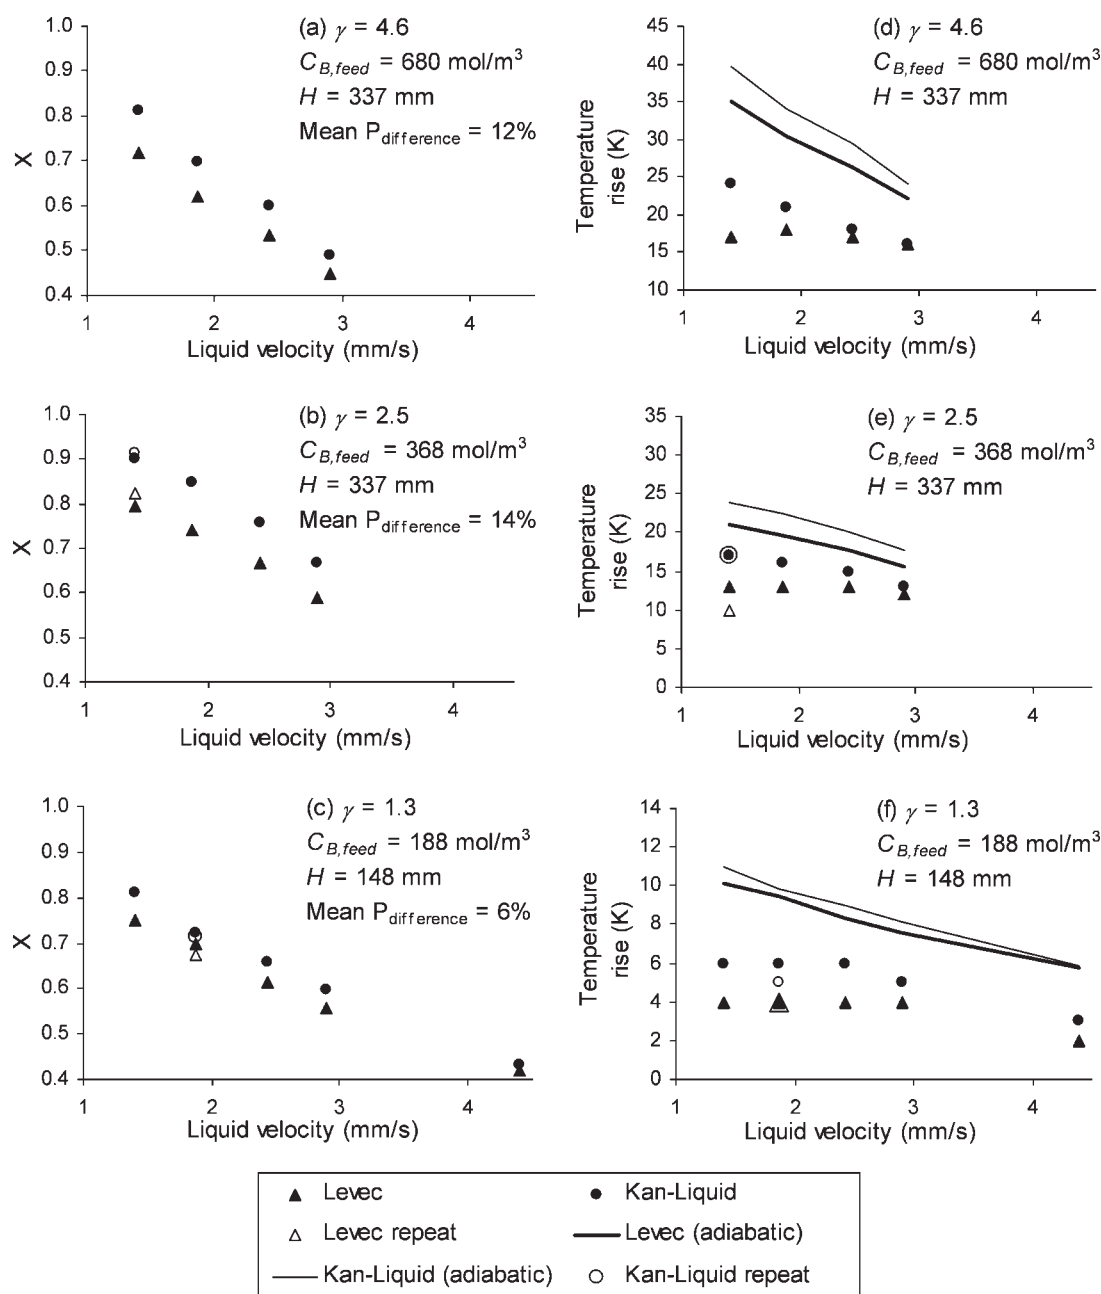 (a) γ = 4.6
C_B,feed = 680 mol/m³
H = 337 mm
Mean P_difference = 12%
1.0
0.9
0.8
0.7
0.6
0.5
0.4
X
1 2 3 4
Liquid velocity (mm/s)
(d) γ = 4.6
C_B,feed = 680 mol/m³
H = 337 mm
45
40
35
30
25
20
15
10
Temperature
rise (K)
1 2 3 4
Liquid velocity (mm/s)
(b) γ = 2.5
C_B,feed = 368 mol/m³
H = 337 mm
Mean P_difference = 14%
1.0
0.9
0.8
0.7
0.6
0.5
0.4
X
1 2 3 4
Liquid velocity (mm/s)
(e) γ = 2.5
C_B,feed = 368 mol/m³
H = 337 mm
35
30
25
20
15
10
5
0
Temperature
rise (K)
1 2 3 4
Liquid velocity (mm/s)
(c) γ = 1.3
C_B,feed = 188 mol/m³
H = 148 mm
Mean P_difference = 6%
1.0
0.9
0.8
0.7
0.6
0.5
0.4
X
1 2 3 4
Liquid velocity (mm/s)
(f) γ = 1.3
C_B,feed = 188 mol/m³
H = 148 mm
14
12
10
8
6
4
2
0
Temperature
rise (K)
1 2 3 4
Liquid velocity (mm/s)
Levec
Kan-Liquid
Levec repeat
Levec (adiabatic)
Kan-Liquid (adiabatic)
Kan-Liquid repeat